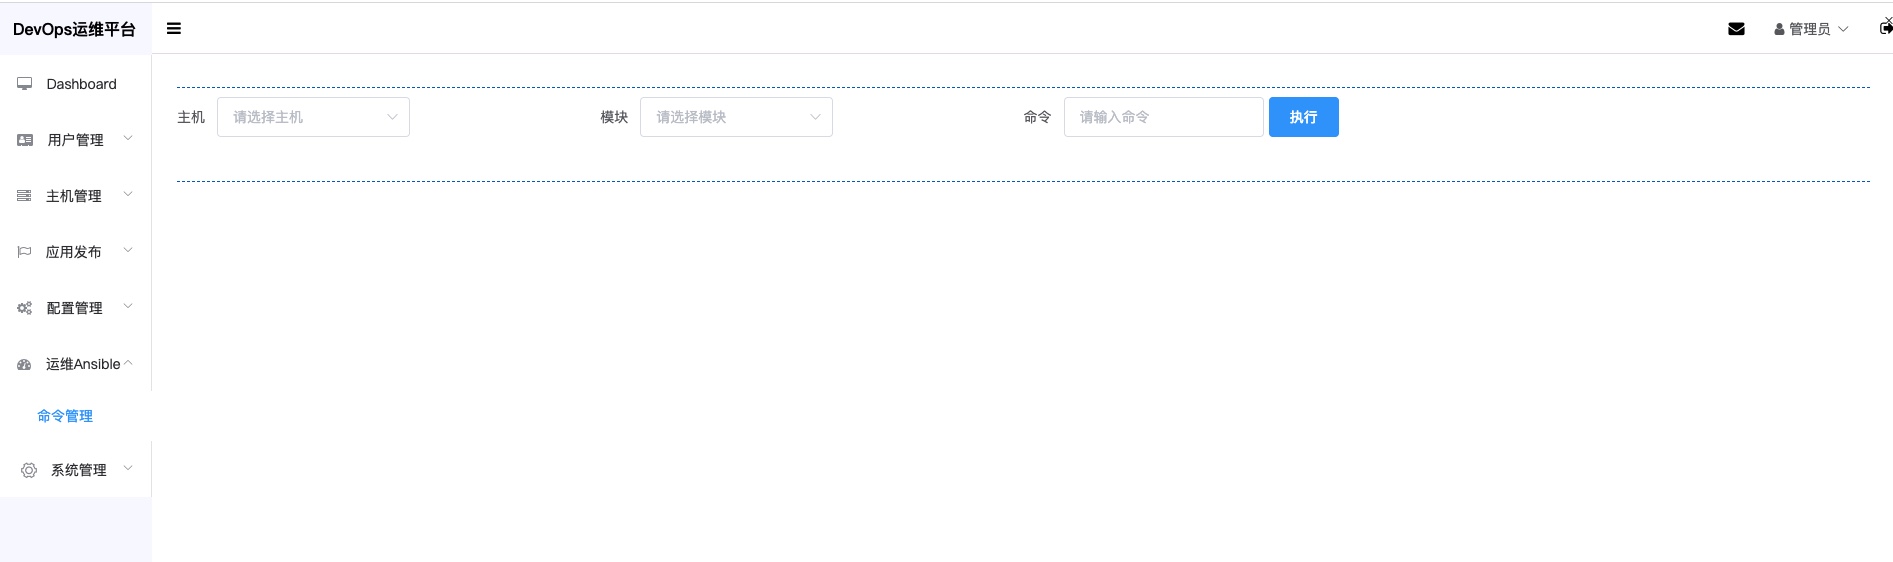 DevOps运维平台
管理员
Dashboard
用户管理
主机管理
应用发布
配置管理
运维Ansible
命令管理
系统管理
主机 请选择主机 模块 请选择模块 命令 请输入命令 执行